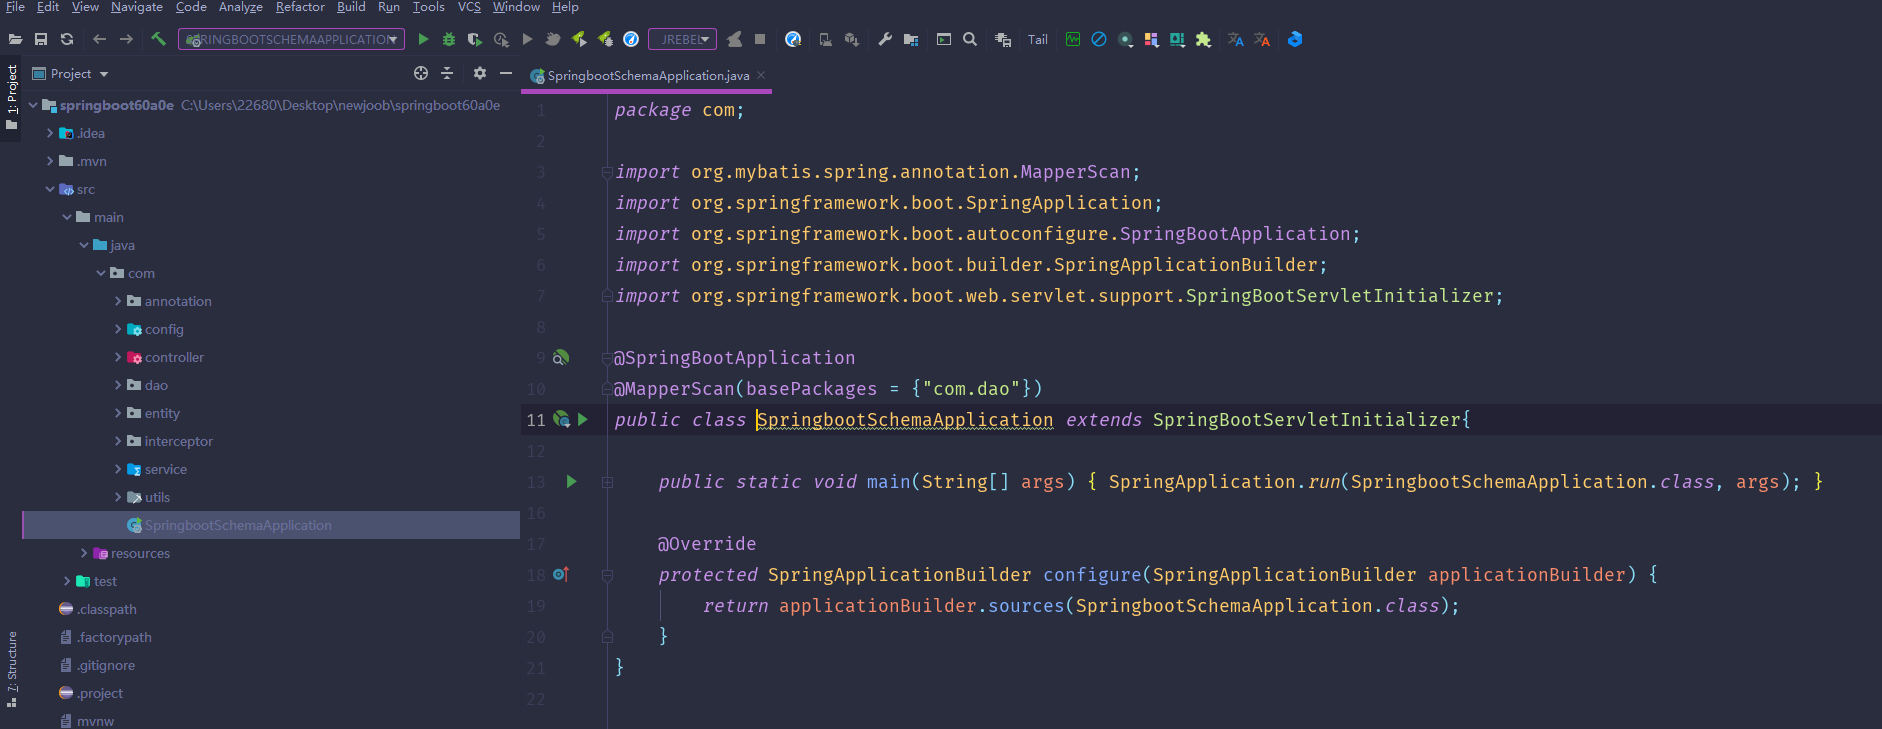 File Edit View Navigate Code Analyze Refactor Build Run Tools VCS Window Help
RINGBOOTSCHEMAAPPLICATION JREBEL Tail
1: Project
Project
SpringbootSchemaApplication.java
springboot60a0e C:\Users\22680\Desktop\newjoob\springboot60a0e
.idea
.mvn
src
main
java
com
annotation
config
controller
dao
entity
interceptor
service
utils
SpringbootSchemaApplication
resources
test
.classpath
.factorypath
.gitignore
.project
mvnw
7: Structure
1 package com;
2
3 import org.mybatis.spring.annotation.MapperScan;
4 import org.springframework.boot.SpringApplication;
5 import org.springframework.boot.autoconfigure.SpringBootApplication;
6 import org.springframework.boot.builder.SpringApplicationBuilder;
7 import org.springframework.boot.web.servlet.support.SpringBootServletInitializer;
8
9 @SpringBootApplication
10 @MapperScan(basePackages = {"com.dao"})
11 public class SpringbootSchemaApplication extends SpringBootServletInitializer{
12
13 public static void main(String[] args) { SpringApplication.run(SpringbootSchemaApplication.class, args); }
16
17 @Override
18 protected SpringApplicationBuilder configure(SpringApplicationBuilder applicationBuilder) {
19 return applicationBuilder.sources(SpringbootSchemaApplication.class);
20 }
21 }
22